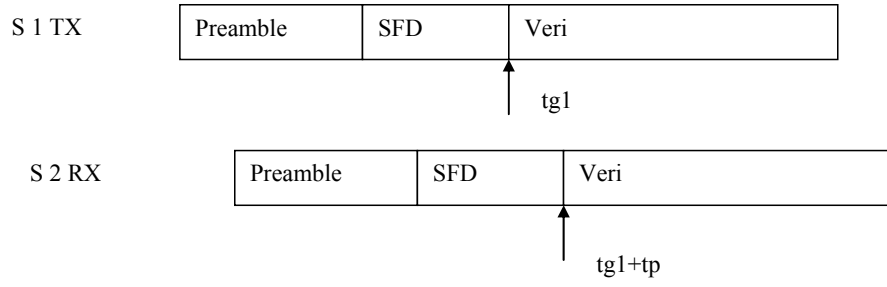 S 1 TX Preamble SFD Veri
tg1
S 2 RX Preamble SFD Veri
tg1+tp